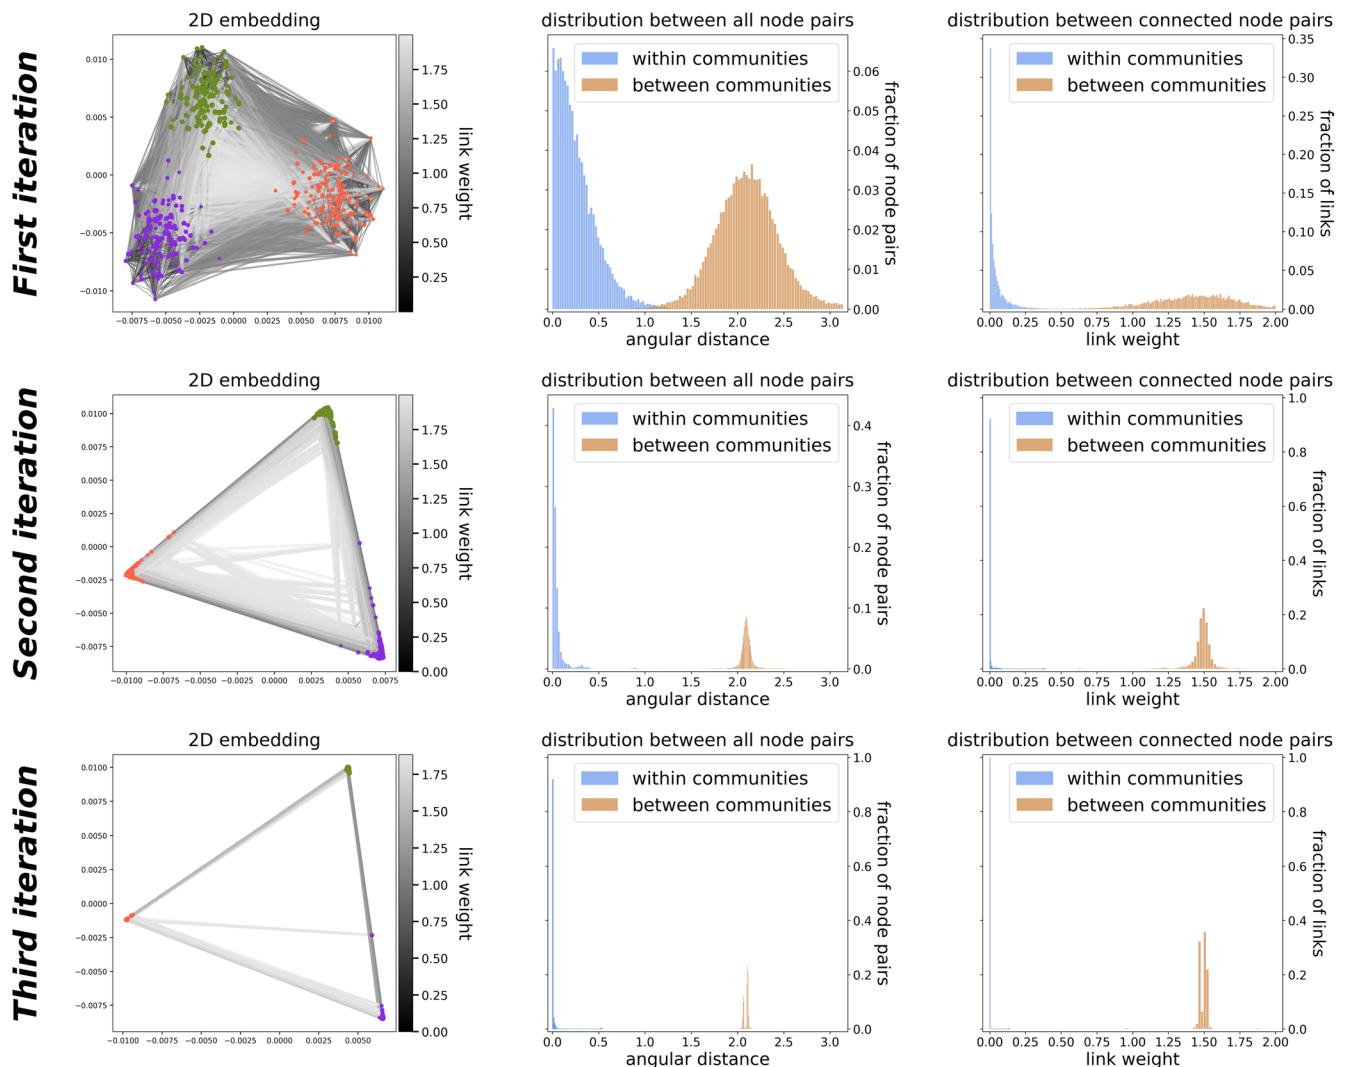 First iteration
2D embedding
0.010
0.005
0.000
−0.005
−0.010
−0.0075 −0.0050 −0.0025 0.0000 0.0025 0.0050 0.0075 0.0100
1.75
1.50
1.25
1.00
0.75
0.50
0.25
link weight
distribution between all node pairs
within communities
between communities
0.06
0.05
0.04
0.03
0.02
0.01
0.00
fraction of node pairs
0.0 0.5 1.0 1.5 2.0 2.5 3.0
angular distance
distribution between connected node pairs
within communities
between communities
0.35
0.30
0.25
0.20
0.15
0.10
0.05
0.00
fraction of links
0.00 0.25 0.50 0.75 1.00 1.25 1.50 1.75 2.00
link weight
Second iteration
2D embedding
0.0100
0.0075
0.0050
0.0025
0.0000
−0.0025
−0.0050
−0.0075
−0.0100 −0.0075 −0.0050 −0.0025 0.0000 0.0025 0.0050 0.0075
1.75
1.50
1.25
1.00
0.75
0.50
0.25
0.00
link weight
distribution between all node pairs
within communities
between communities
0.4
0.3
0.2
0.1
0.0
fraction of node pairs
0.0 0.5 1.0 1.5 2.0 2.5 3.0
angular distance
distribution between connected node pairs
within communities
between communities
1.0
0.8
0.6
0.4
0.2
0.0
fraction of links
0.00 0.25 0.50 0.75 1.00 1.25 1.50 1.75 2.00
link weight
Third iteration
2D embedding
0.0100
0.0075
0.0050
0.0025
0.0000
−0.0025
−0.0050
−0.0075
−0.0100 −0.0075 −0.0050 −0.0025 0.0000 0.0025 0.0050
1.75
1.50
1.25
1.00
0.75
0.50
0.25
0.00
link weight
distribution between all node pairs
within communities
between communities
1.0
0.8
0.6
0.4
0.2
0.0
fraction of node pairs
0.0 0.5 1.0 1.5 2.0 2.5 3.0
angular distance
distribution between connected node pairs
within communities
between communities
1.0
0.8
0.6
0.4
0.2
0.0
fraction of links
0.00 0.25 0.50 0.75 1.00 1.25 1.50 1.75 2.00
link weight